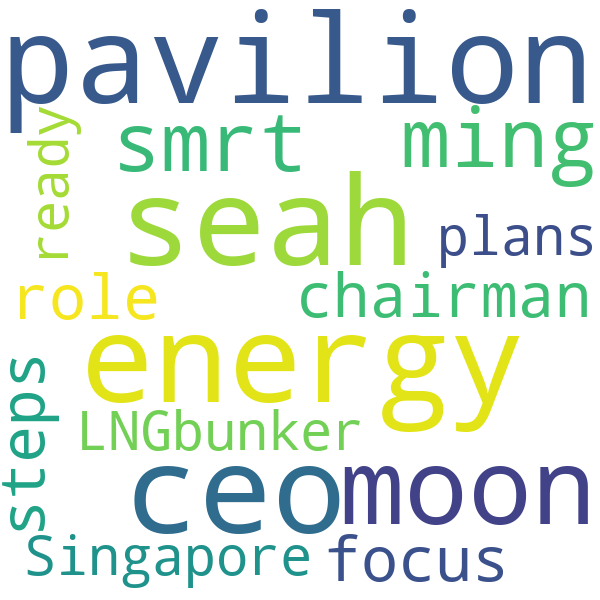 pavilion
smrt ming
ready
seah
plans
role chairman
energy
steps
LNGbunker
ceo moon
Singapore focus